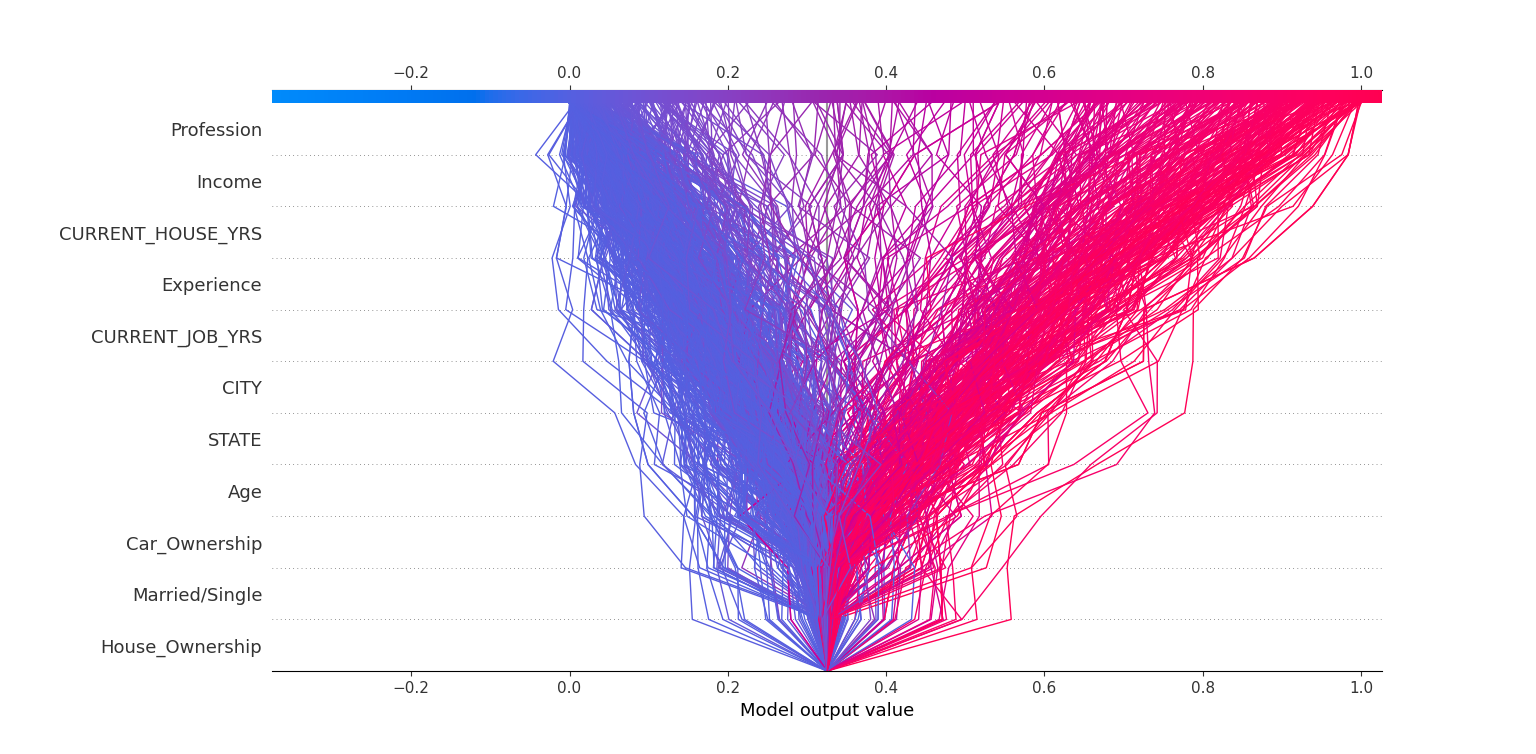 −0.2 0.0 0.2 0.4 0.6 0.8 1.0
Profession
Income
CURRENT_HOUSE_YRS
Experience
CURRENT_JOB_YRS
CITY
STATE
Age
Car_Ownership
Married/Single
House_Ownership
−0.2 0.0 0.2 0.4 0.6 0.8 1.0
Model output value